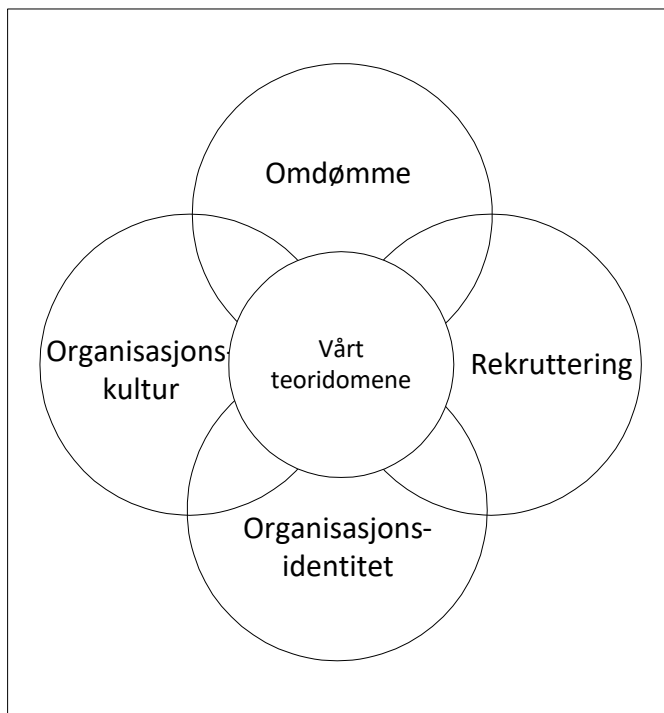 Omdømme
Organisasjons-
kultur
Vårt
teoridomene
Rekruttering
Organisasjons-
identitet